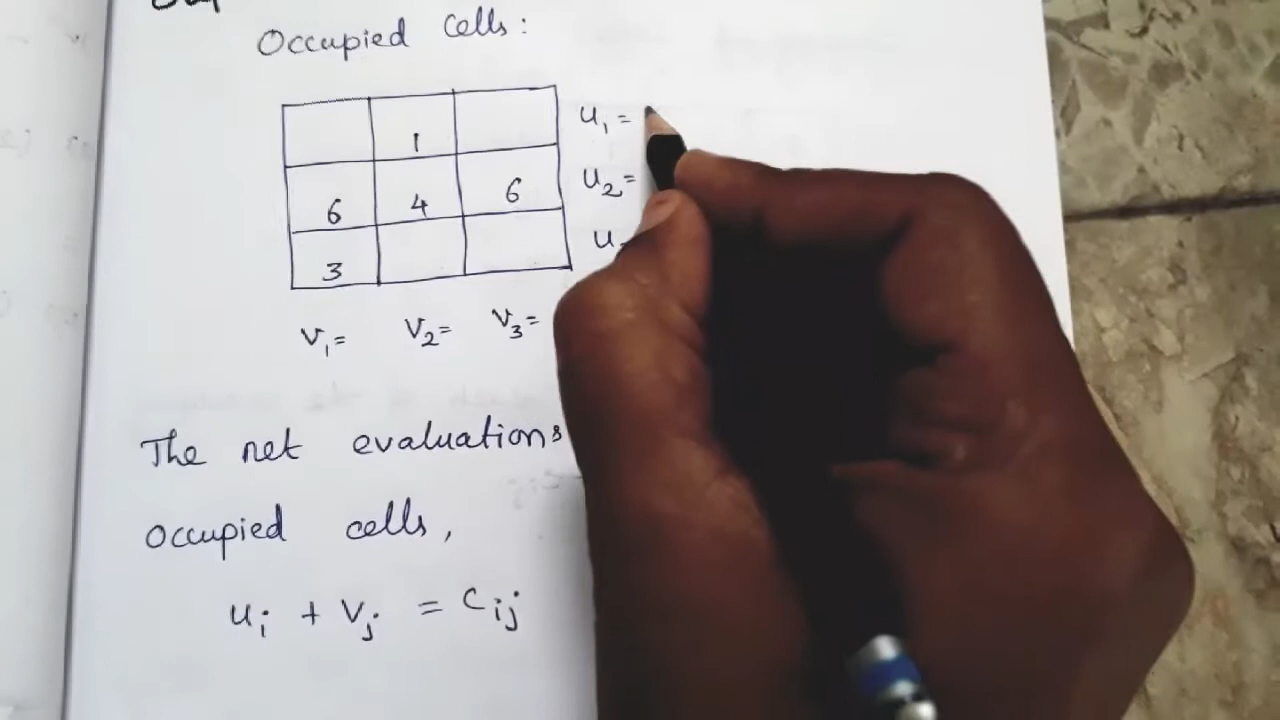 Occupied Cells:
1 u₁ =
6 4 6 u₂ =
3 u
V₁ = V₂ = V₃ =
The net evaluations
occupied cells,
uᵢ + vⱼ = cᵢⱼ